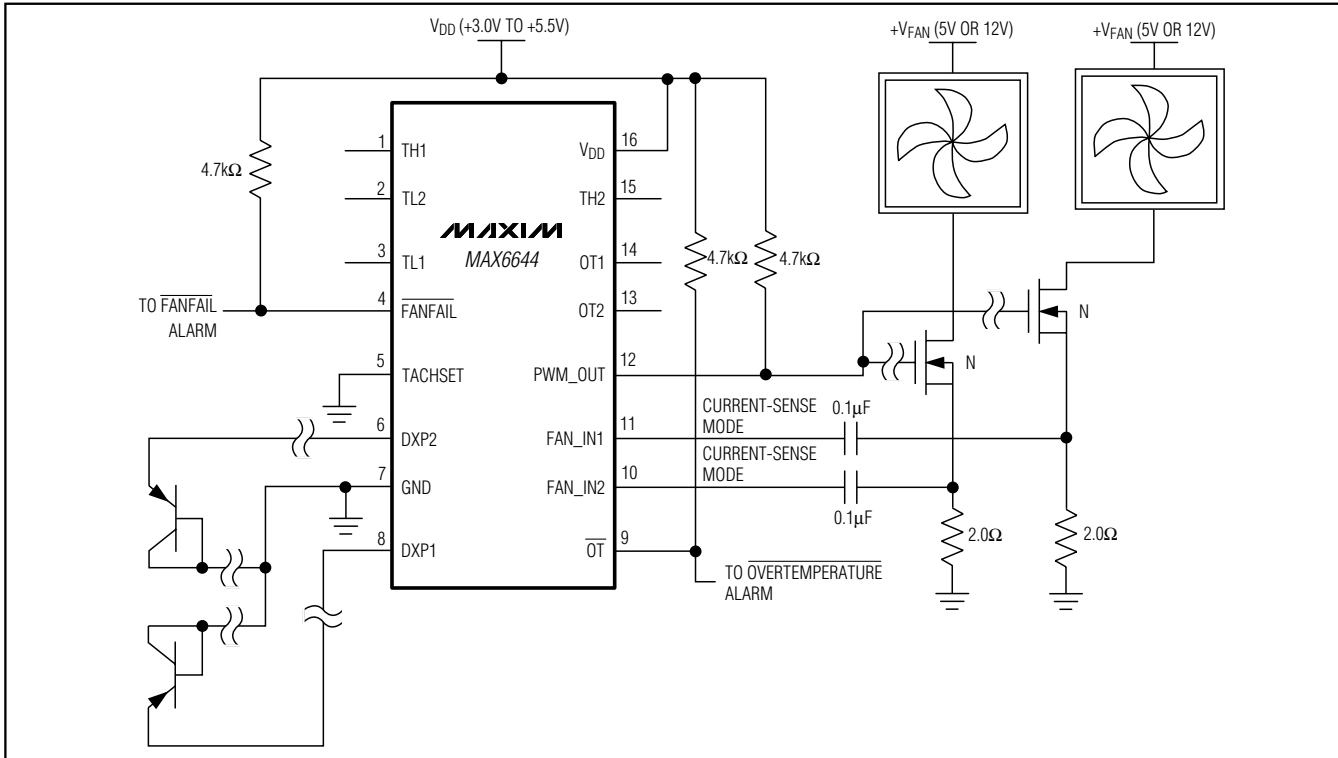 VDD (+3.0V TO +5.5V)
+VFAN (5V OR 12V)
+VFAN (5V OR 12V)
4.7kΩ
1
TH1
VDD
16
2
TL2
TH2
15
MAXIM
MAX6644
3
TL1
OT1
14
4.7kΩ
4.7kΩ
TO FANFAIL
ALARM
4
FANFAIL
OT2
13
N
N
5
TACHSET
PWM_OUT
12
CURRENT-SENSE
MODE
0.1µF
6
DXP2
FAN_IN1
11
CURRENT-SENSE
MODE
7
GND
FAN_IN2
10
0.1µF
2.0Ω
2.0Ω
8
DXP1
OT
9
TO OVERTEMPERATURE
ALARM